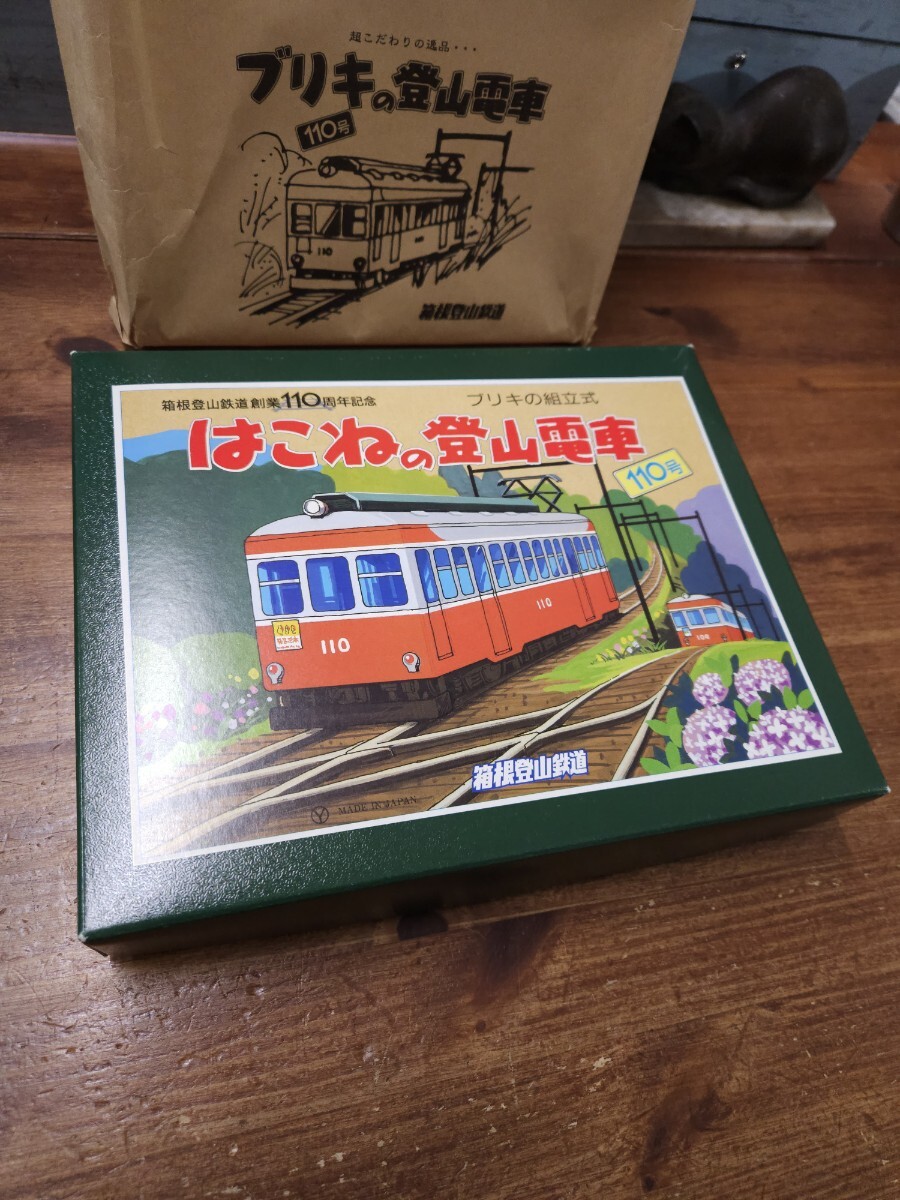 超こだわりの逸品・・・
ブリキの登山電車
110号
110
箱根登山鉄道
箱根登山鉄道創業110周年記念
ブリキの組立式
はこねの登山電車
110号
110
110
箱根登山鉄道
MADE IN JAPAN